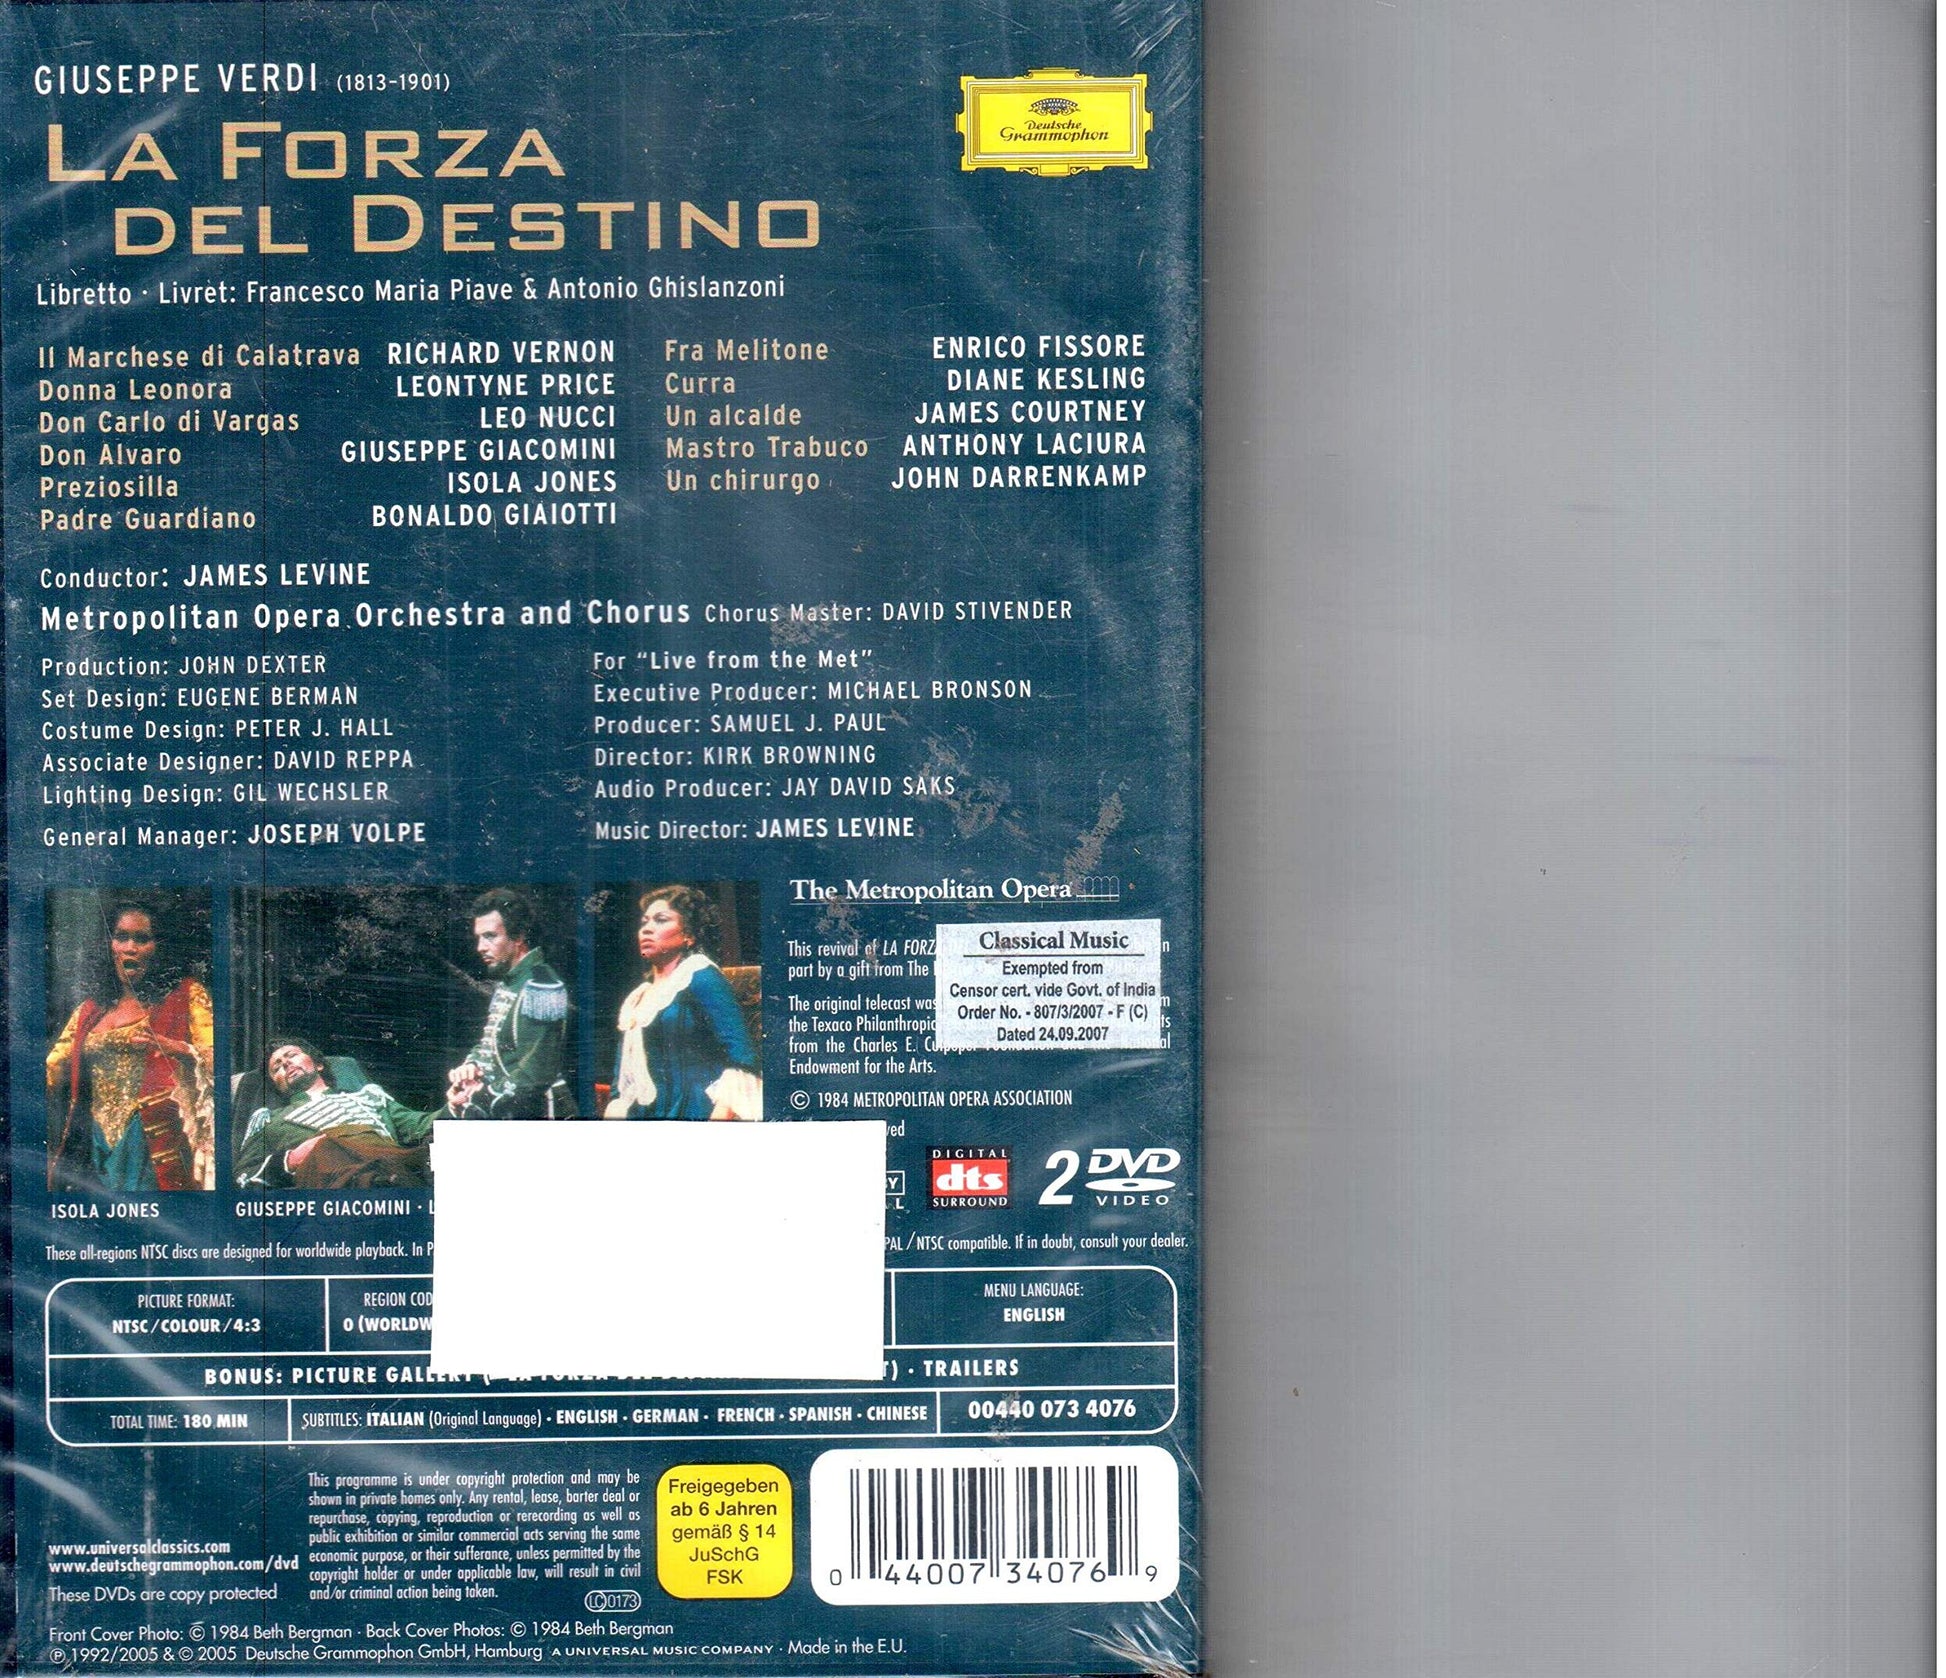 GIUSEPPE VERDI (1813-1901)
Deutsche
Grammophon
LA FORZA
DEL DESTINO
Libretto · Livret: Francesco Maria Piave & Antonio Ghislanzoni
Il Marchese di Calatrava RICHARD VERNON
Donna Leonora LEONTYNE PRICE
Don Carlo di Vargas LEO NUCCI
Don Alvaro GIUSEPPE GIACOMINI
Preziosilla ISOLA JONES
Padre Guardiano BONALDO GIAIOTTI
Fra Melitone ENRICO FISSORE
Curra DIANE KESLING
Un alcalde JAMES COURTNEY
Mastro Trabuco ANTHONY LACIURA
Un chirurgo JOHN DARRENKAMP
Conductor: JAMES LEVINE
Metropolitan Opera Orchestra and Chorus Chorus Master: DAVID STIVENDER
Production: JOHN DEXTER
Set Design: EUGENE BERMAN
Costume Design: PETER J. HALL
Associate Designer: DAVID REPPA
Lighting Design: GIL WECHSLER
General Manager: JOSEPH VOLPE
For "Live from the Met"
Executive Producer: MICHAEL BRONSON
Producer: SAMUEL J. PAUL
Director: KIRK BROWNING
Audio Producer: JAY DAVID SAKS
Music Director: JAMES LEVINE
The Metropolitan Opera
This revival of LA FORZ
part by a gift from The
The original telecast was
the Texaco Philanthropic
from the Charles E.
Endowment for the Arts.
Classical Music
Exempted from
Censor cert. vide Govt. of India
Order No. - 807/3/2007 - F (C)
Dated 24.09.2007
© 1984 METROPOLITAN OPERA ASSOCIATION
DIGITAL
dts
SURROUND
2 DVD
VIDEO
ISOLA JONES
GIUSEPPE GIACOMINI ·
These all-regions NTSC discs are designed for worldwide playback. In
PAL/NTSC compatible. If in doubt, consult your dealer.
PICTURE FORMAT:
NTSC/COLOUR/4:3
REGION COD
0 (WORLDW
MENU LANGUAGE:
ENGLISH
BONUS: PICTURE GALLERY ( · TRAILERS
TOTAL TIME: 180 MIN
SUBTITLES: ITALIAN (Original Language) · ENGLISH · GERMAN · FRENCH · SPANISH · CHINESE
00440 073 4076
This programme is under copyright protection and may be
shown in private homes only. Any rental, lease, barter deal or
repurchase, copying, reproduction or rerecording as well as
public exhibition or similar commercial acts serving the same
economic purpose, or their sufferance, unless permitted by the
copyright holder or under applicable law, will result in civil
and/or criminal action being taken.
LC 0173
www.universalclassics.com
www.deutschegrammophon.com/dvd
These DVDs are copy protected
Freigegeben
ab 6 Jahren
gemäß § 14
JuSchG
FSK
0 44007 34076 9
Front Cover Photo: © 1984 Beth Bergman · Back Cover Photos: © 1984 Beth Bergman
℗ 1992/2005 & © 2005 Deutsche Grammophon GmbH, Hamburg A UNIVERSAL MUSIC COMPANY · Made in the E.U.